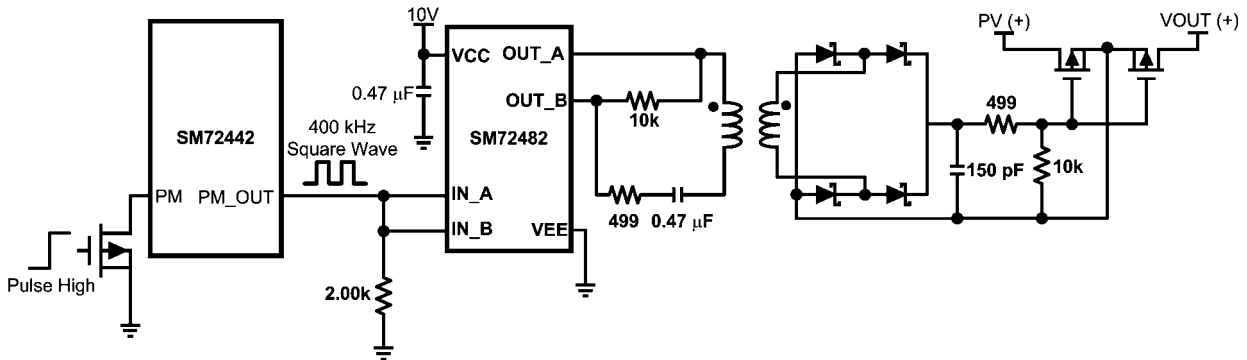 SM72442
PM
PM_OUT
Pulse High
400 kHz
Square Wave
2.00k
10V
0.47 μF
VCC
OUT_A
OUT_B
SM72482
IN_A
IN_B
VEE
10k
499
0.47 μF
PV (+)
VOUT (+)
499
150 pF
10k